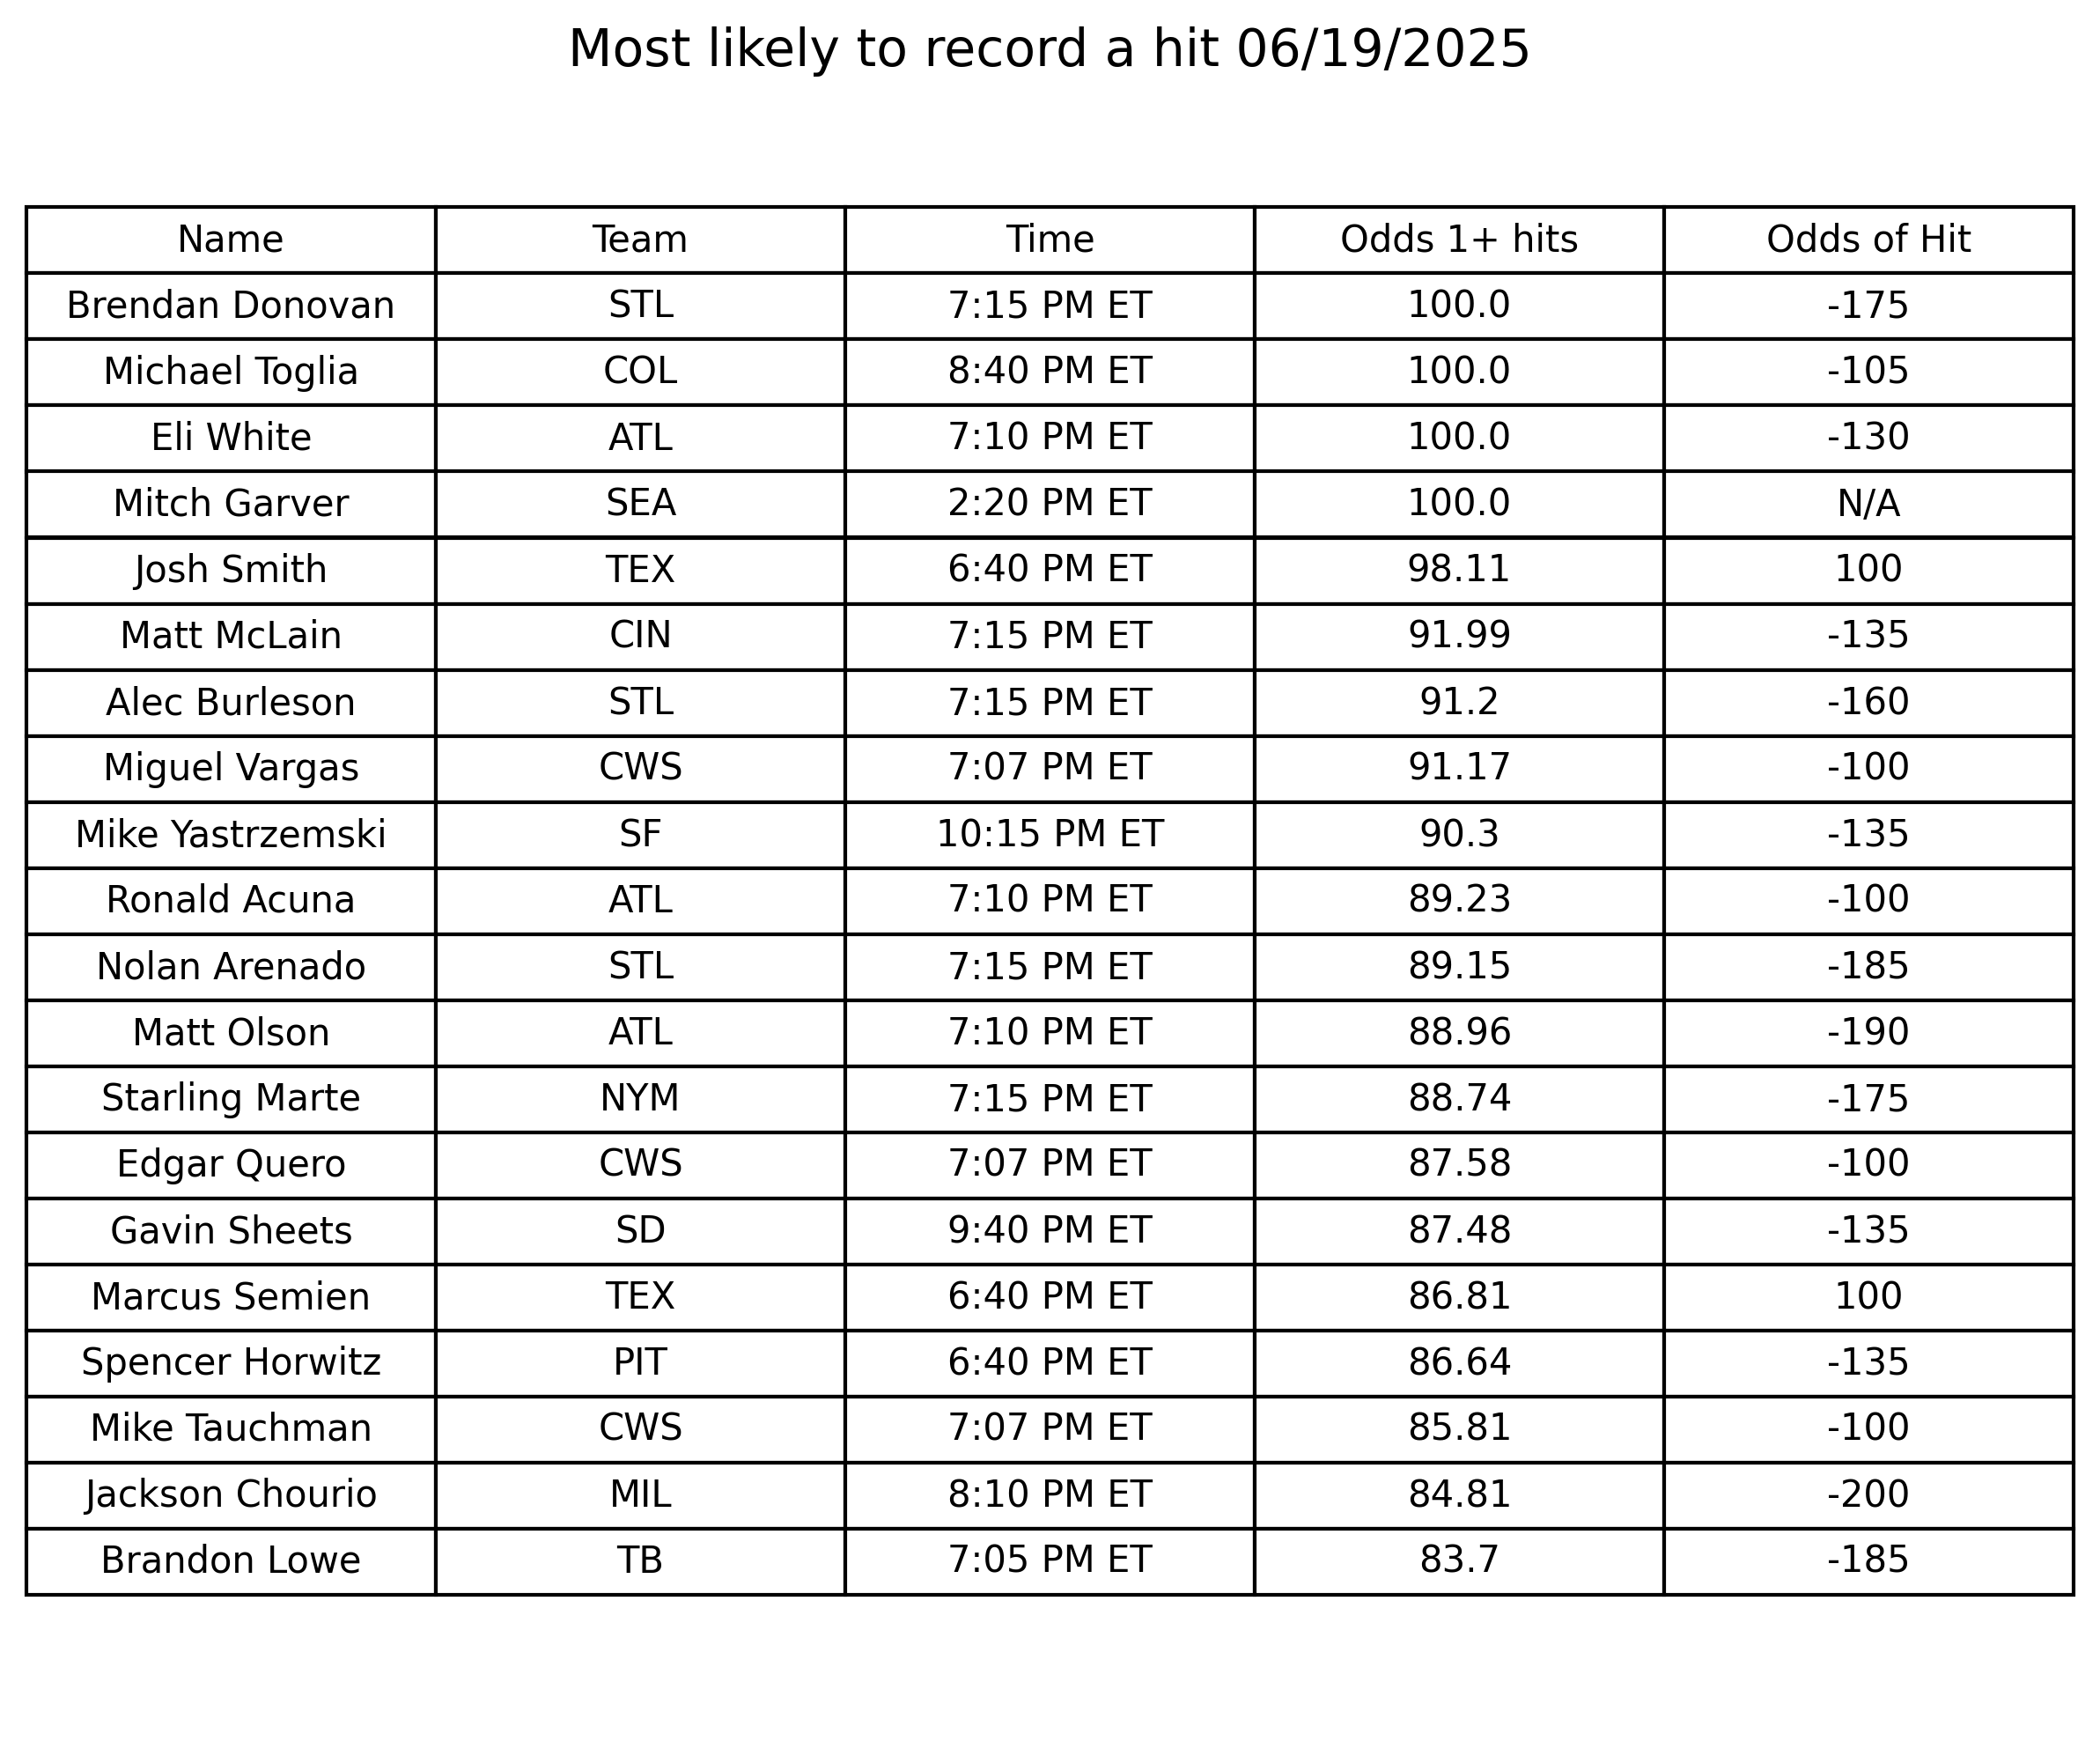 Most likely to record a hit 06/19/2025
Name Team Time Odds 1+ hits Odds of Hit
Brendan Donovan STL 7:15 PM ET 100.0 -175
Michael Toglia COL 8:40 PM ET 100.0 -105
Eli White ATL 7:10 PM ET 100.0 -130
Mitch Garver SEA 2:20 PM ET 100.0 N/A
Josh Smith TEX 6:40 PM ET 98.11 100
Matt McLain CIN 7:15 PM ET 91.99 -135
Alec Burleson STL 7:15 PM ET 91.2 -160
Miguel Vargas CWS 7:07 PM ET 91.17 -100
Mike Yastrzemski SF 10:15 PM ET 90.3 -135
Ronald Acuna ATL 7:10 PM ET 89.23 -100
Nolan Arenado STL 7:15 PM ET 89.15 -185
Matt Olson ATL 7:10 PM ET 88.96 -190
Starling Marte NYM 7:15 PM ET 88.74 -175
Edgar Quero CWS 7:07 PM ET 87.58 -100
Gavin Sheets SD 9:40 PM ET 87.48 -135
Marcus Semien TEX 6:40 PM ET 86.81 100
Spencer Horwitz PIT 6:40 PM ET 86.64 -135
Mike Tauchman CWS 7:07 PM ET 85.81 -100
Jackson Chourio MIL 8:10 PM ET 84.81 -200
Brandon Lowe TB 7:05 PM ET 83.7 -185